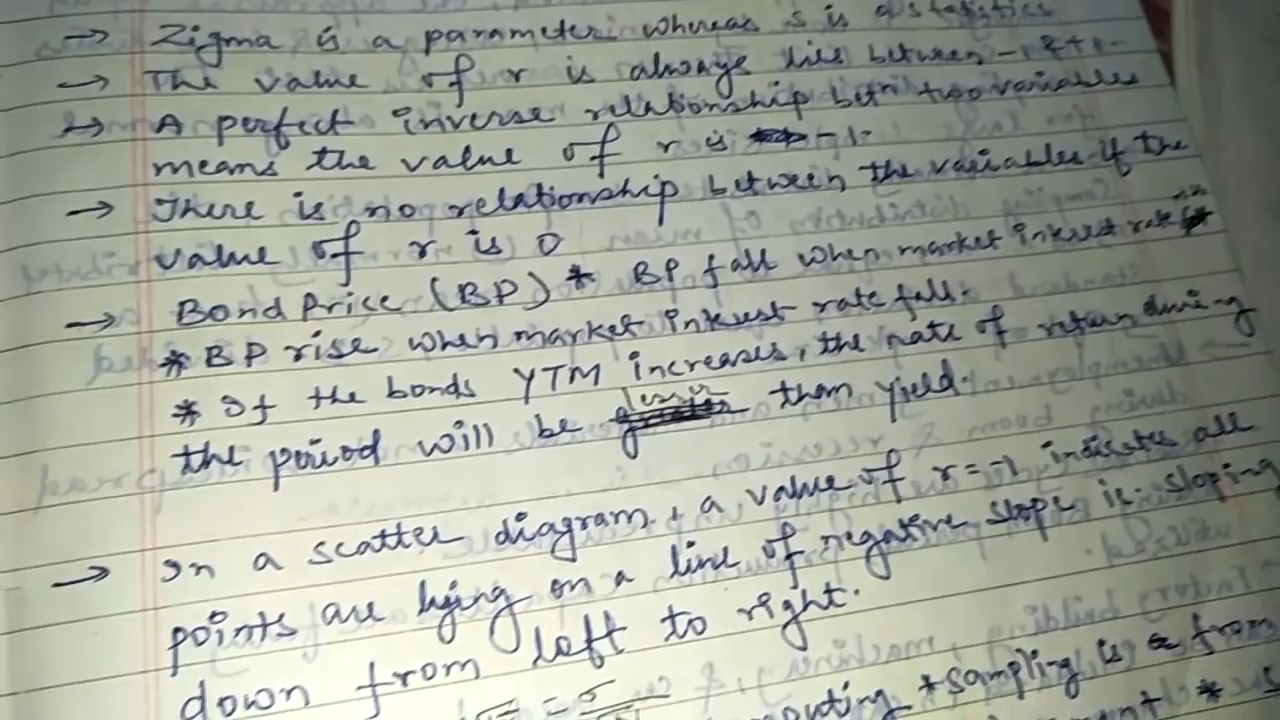 → Zigma is a parameter whereas s is a statistics
→ The value of r is always lies between -1 & +1.
→ A perfect inverse relationship betn two variables
means the value of r is -1.
→ There is no relationship between the variables if the
value of r is 0
→ Bond Price (BP) * BP fall when market interest rate
* BP rise when market interest rate fall.
* If the bonds YTM increases, the rate of return during
the period will be less than yield.
→ In a scatter diagram, a value of r = -1 indicates all
points are lying on a line of negative slope i.e. sloping
down from left to right.
* sampling is from